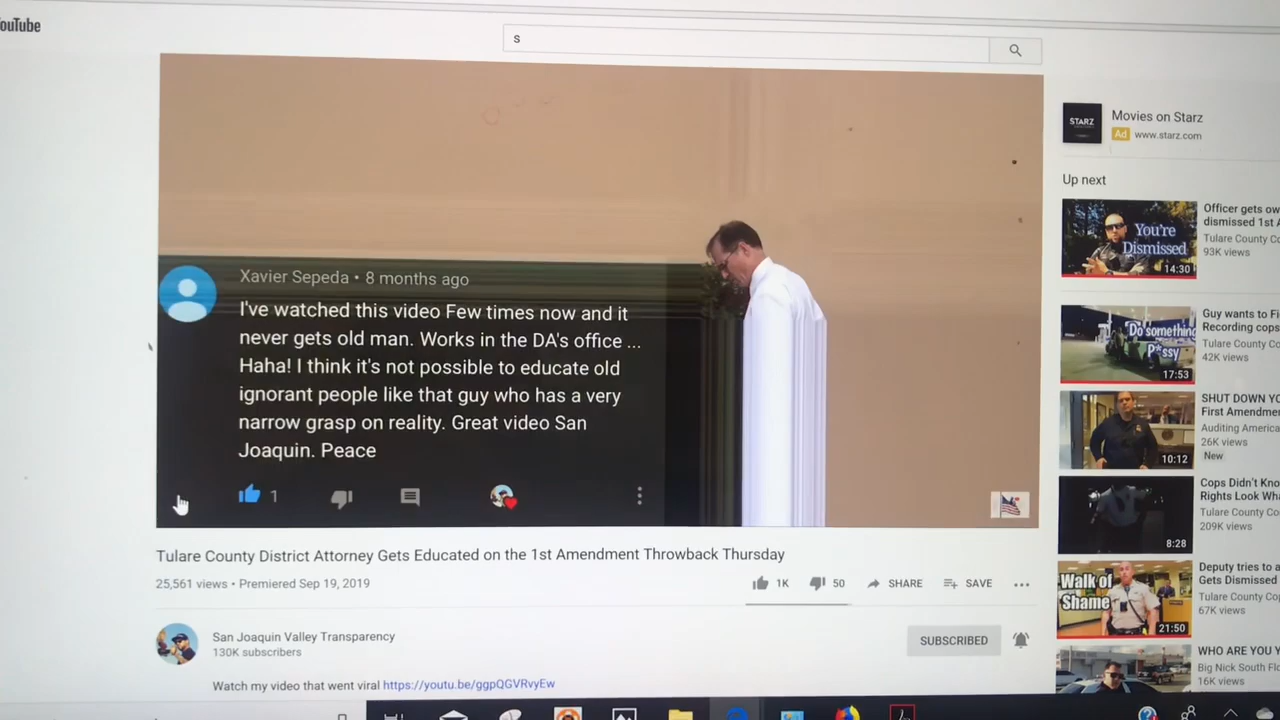 YouTube
s
Xavier Sepeda • 8 months ago
I've watched this video Few times now and it
never gets old man. Works in the DA's office ...
Haha! I think it's not possible to educate old
ignorant people like that guy who has a very
narrow grasp on reality. Great video San
Joaquin. Peace
1
Tulare County District Attorney Gets Educated on the 1st Amendment Throwback Thursday
25,561 views • Premiered Sep 19, 2019
1K
50
SHARE
SAVE
San Joaquin Valley Transparency
130K subscribers
SUBSCRIBED
Watch my video that went viral https://youtu.be/ggpQGVRvyEw
STARZ
Movies on Starz
Ad www.starz.com
Up next
You're
Dismissed
14:30
Officer gets ow
dismissed 1st A
Tulare County Co
93K views
Do something
P*ssy
17:53
Guy wants to Fi
Recording cops
Tulare County Co
42K views
10:12
SHUT DOWN YO
First Amendme
Auditing America
26K views
New
8:28
Cops Didn't Kno
Rights Look Wh
Tulare County Co
209K views
Walk of
Shame
21:50
Deputy tries to a
Gets Dismissed
Tulare County Cop
67K views
WHO ARE YOU Y
Big Nick South Flo
16K views